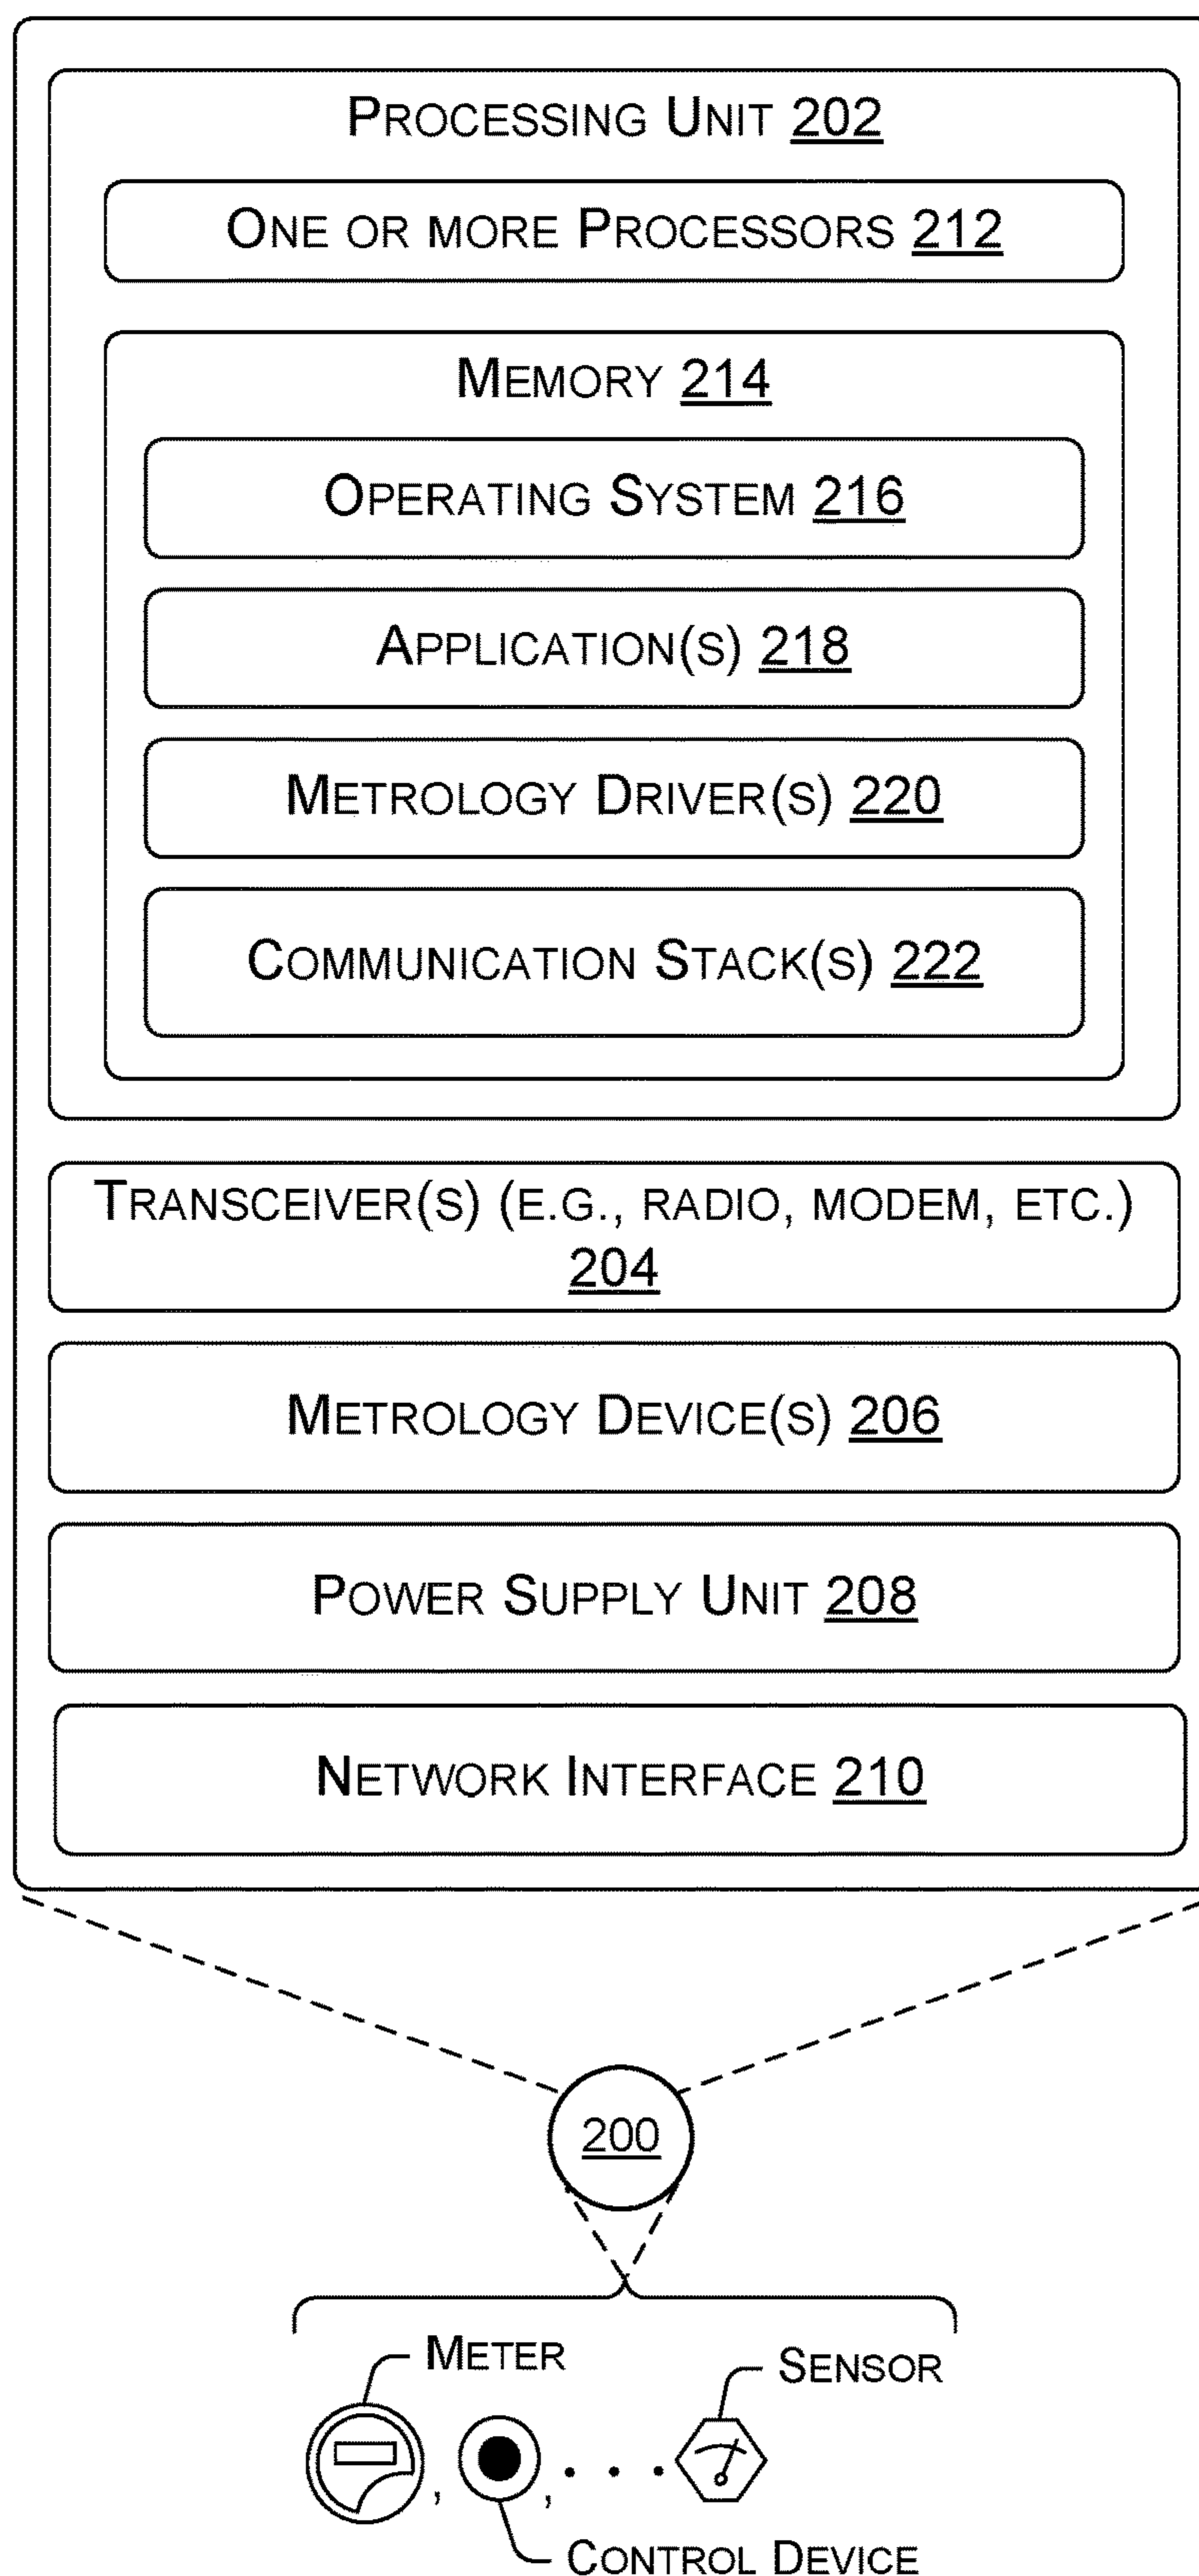 PROCESSING UNIT 202
ONE OR MORE PROCESSORS 212
MEMORY 214
OPERATING SYSTEM 216
APPLICATION(S) 218
METROLOGY DRIVER(S) 220
COMMUNICATION STACK(S) 222
TRANSCEIVER(S) (E.G., RADIO, MODEM, ETC.)
204
METROLOGY DEVICE(S) 206
POWER SUPPLY UNIT 208
NETWORK INTERFACE 210
200
METER
SENSOR
, , . . .
CONTROL DEVICE